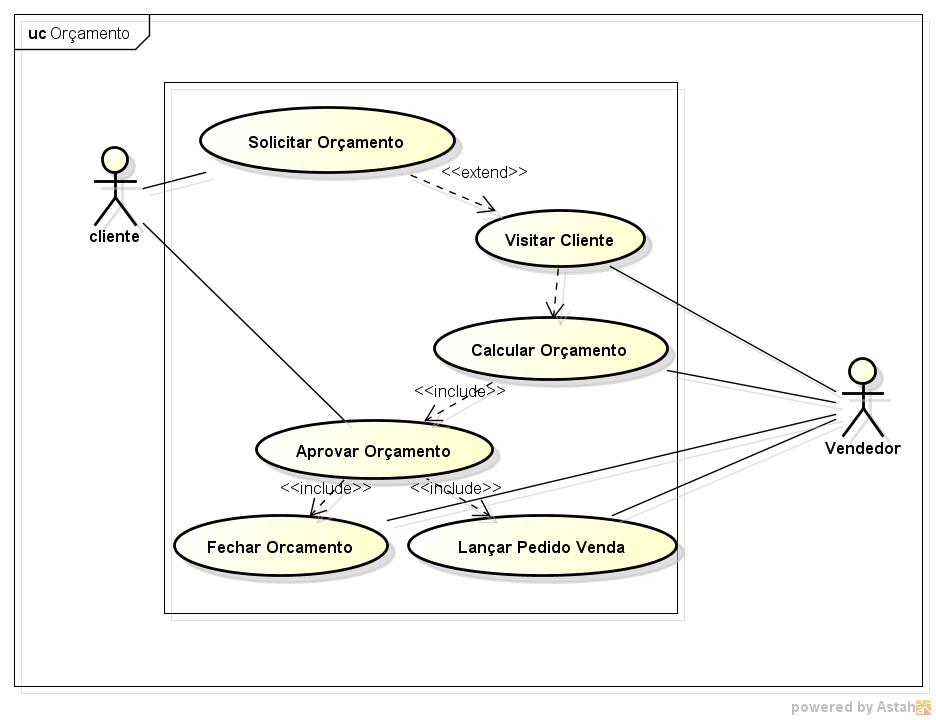 uc Orçamento
Solicitar Orçamento
<<extend>>
cliente
Visitar Cliente
Calcular Orçamento
<<include>>
Aprovar Orçamento
Vendedor
<<include>>
<<include>>
Fechar Orcamento
Lançar Pedido Venda
powered by Astah